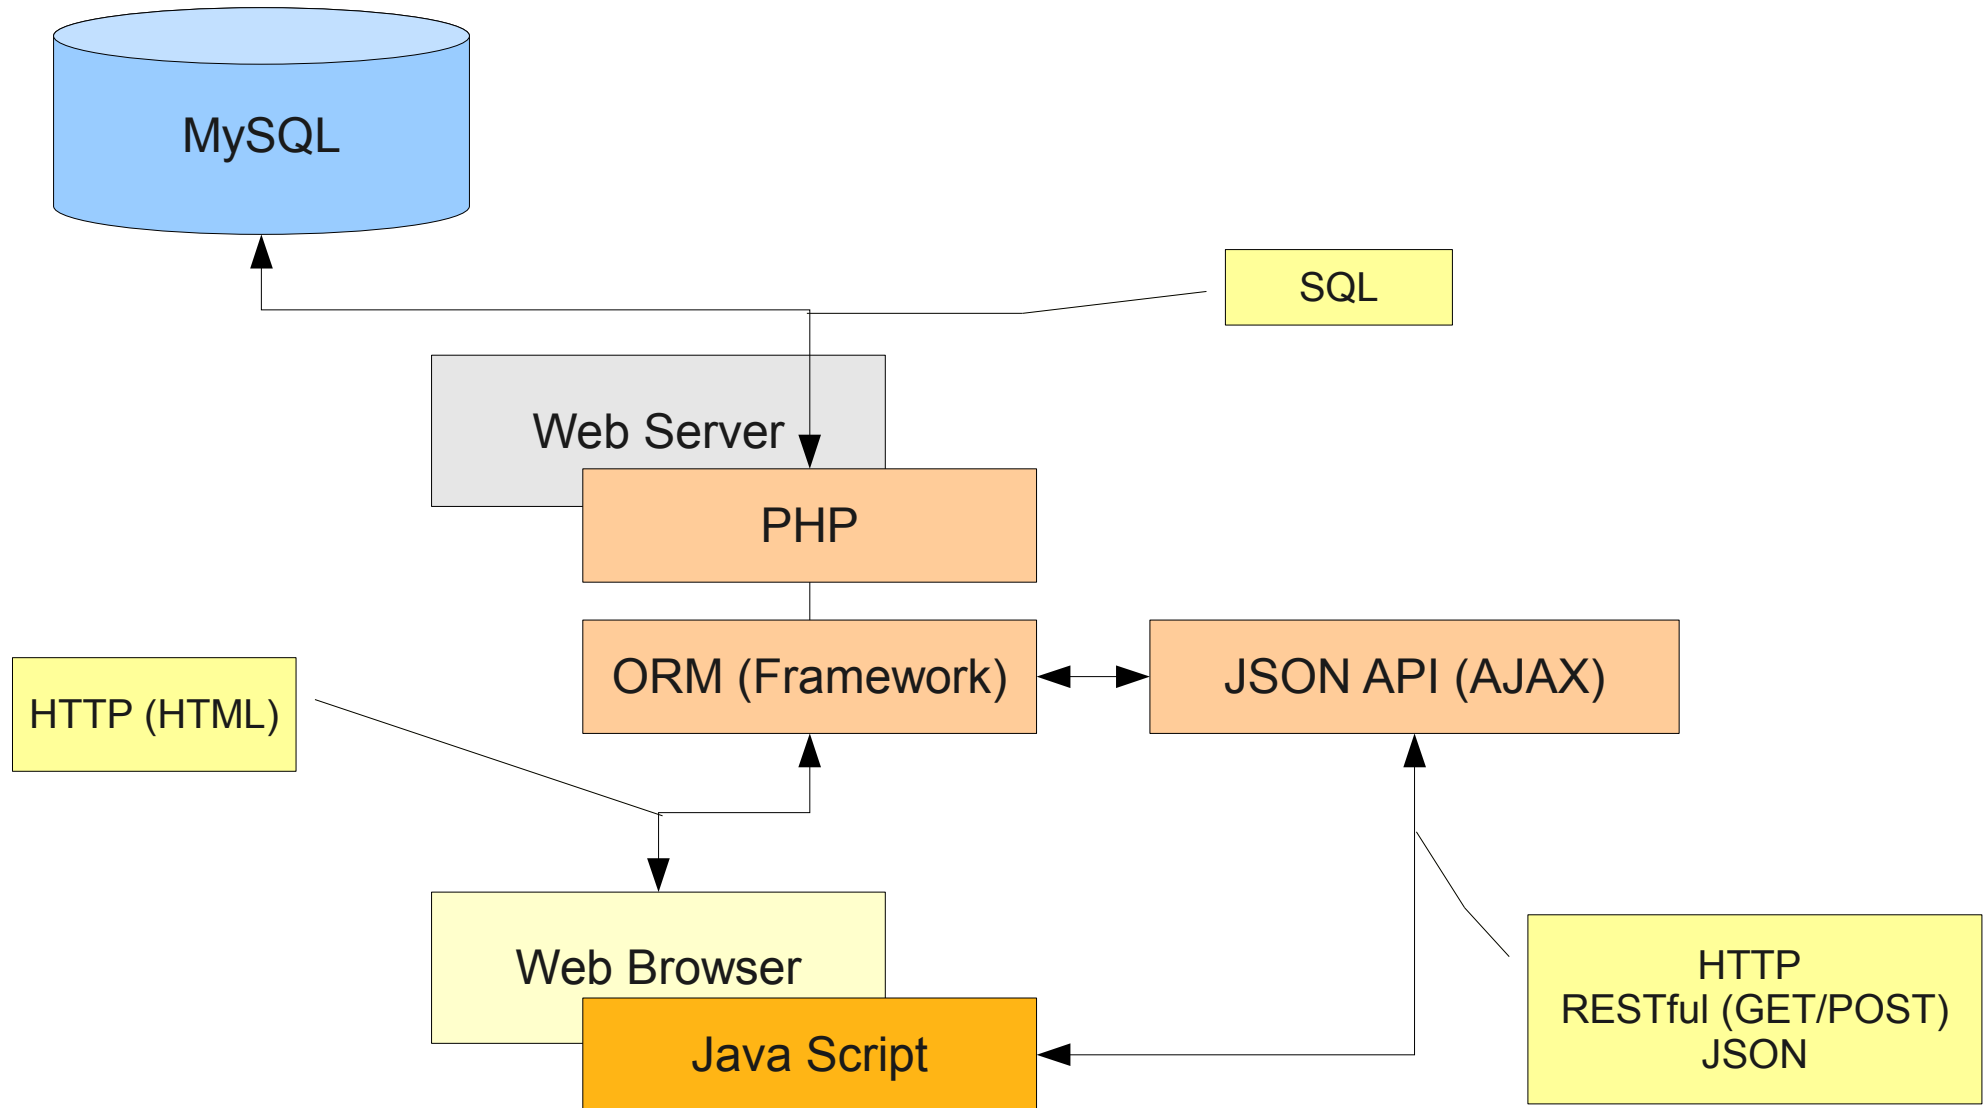 MySQL
SQL
Web Server
PHP
ORM (Framework)
JSON API (AJAX)
HTTP (HTML)
Web Browser
Java Script
HTTP
RESTful (GET/POST)
JSON